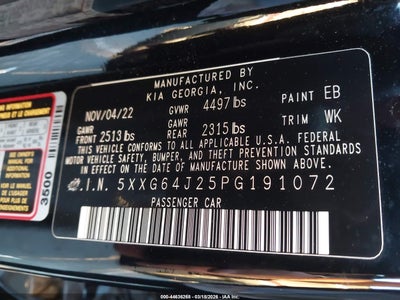 MANUFACTURED BY
KIA GEORGIA, INC.
NOV/04/22 GVWR 4497 lbs PAINT EB
GAWR FRONT 2513 lbs GAWR REAR 2315 lbs TRIM WK
THIS VEHICLE CONFORMS TO ALL APPLICABLE U.S.A. FEDERAL
MOTOR VEHICLE SAFETY, BUMPER, AND THEFT PREVENTION STANDARDS
IN EFFECT ON THE DATE OF MANUFACTURE SHOWN ABOVE.
V.I.N. 5XXG64J25PG191072
PASSENGER CAR
3500
000-44636268 - 03/18/2026 - IAA Inc.